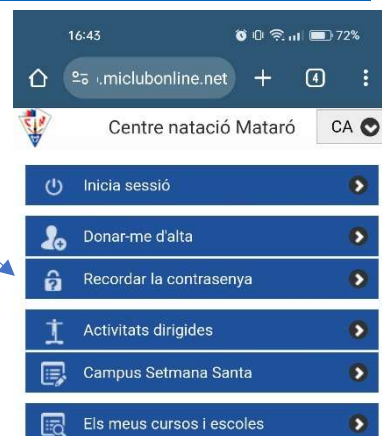 16:43 72%
.miclubonline.net 4
Centre natació Mataró CA
Inicia sessió
Donar-me d'alta
Recordar la contrasenya
Activitats dirigides
Campus Setmana Santa
Els meus cursos i escoles